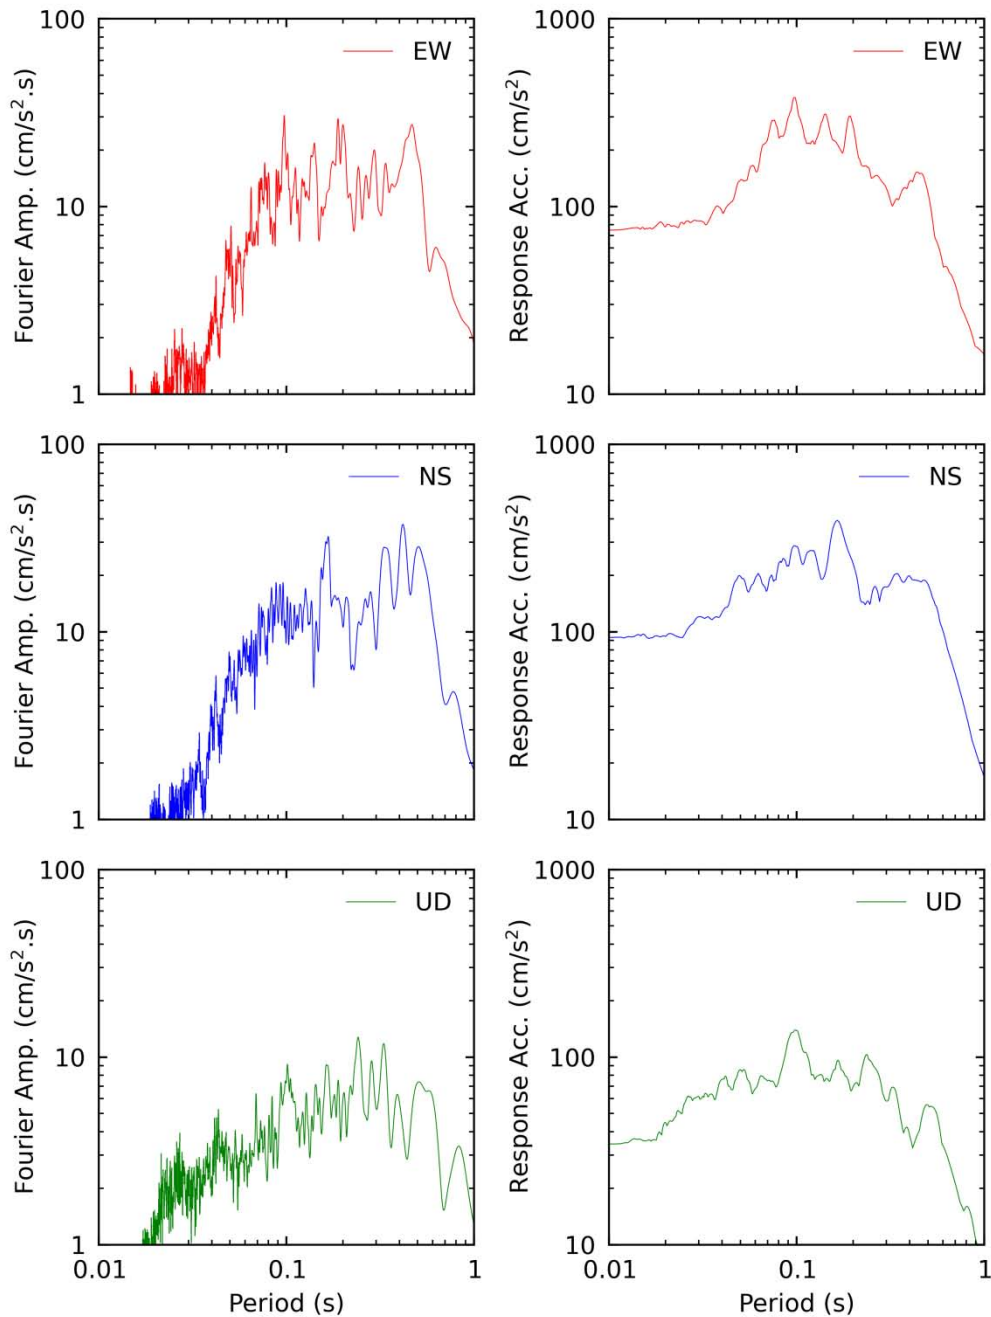 100
10
1
Fourier Amp. (cm/s².s)
EW
1000
100
10
Response Acc. (cm/s²)
EW
100
10
1
Fourier Amp. (cm/s².s)
NS
1000
100
10
Response Acc. (cm/s²)
NS
100
10
1
Fourier Amp. (cm/s².s)
UD
0.01 0.1 1
Period (s)
1000
100
10
Response Acc. (cm/s²)
UD
0.01 0.1 1
Period (s)